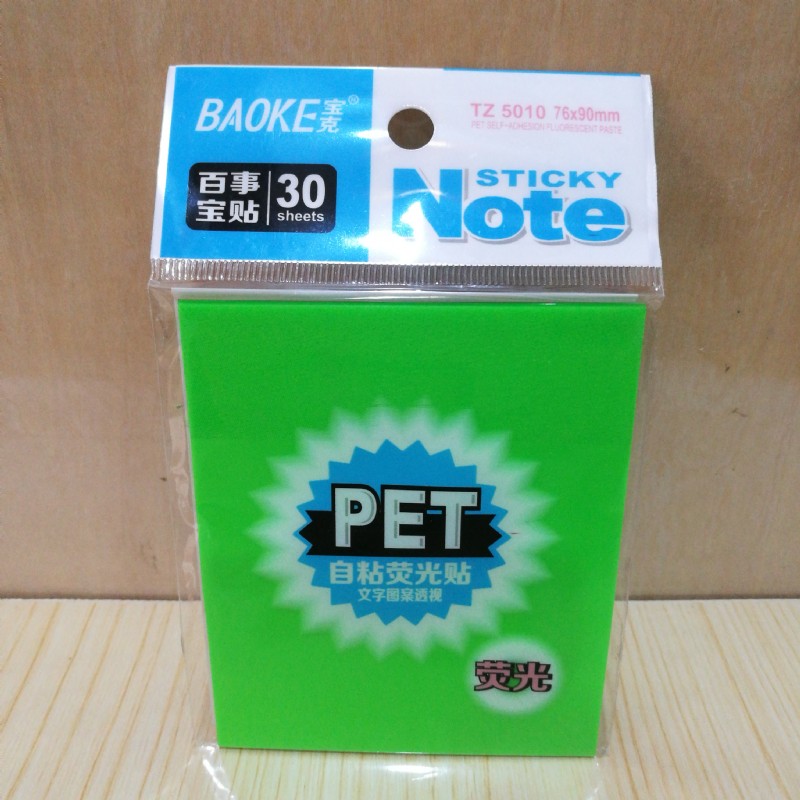 BAOKE宝克®
TZ 5010 76x90mm
PET SELF-ADHESION FLUORESCENT PASTE
百事宝贴
30 sheets
STICKY
Note
PET
自粘荧光贴
文字图案透视
荧光